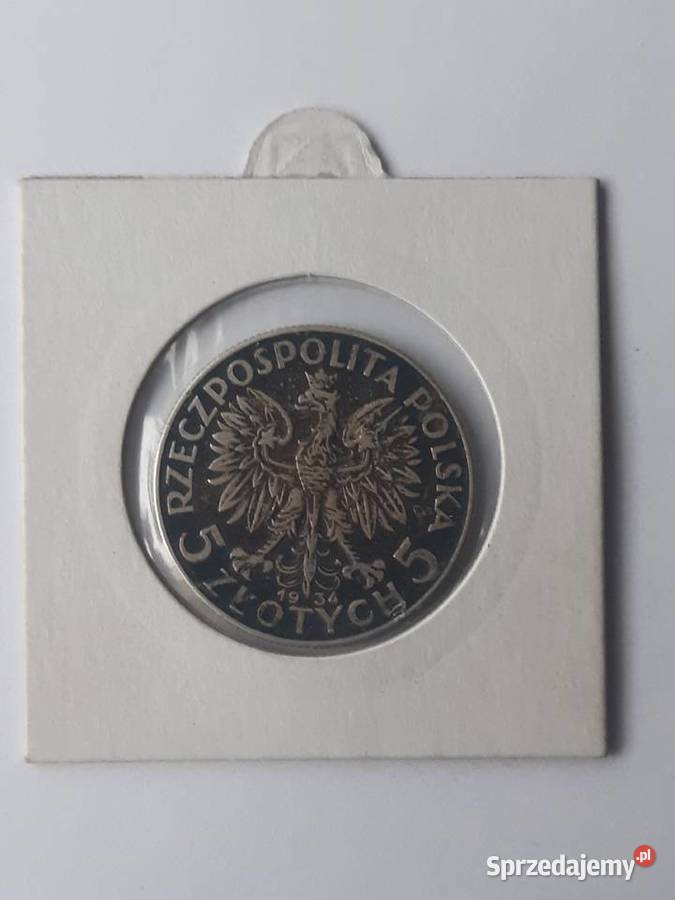 RZECZPOSPOLITA POLSKA
5 ZŁOTYCH 5
1934
Sprzedajemy.pl